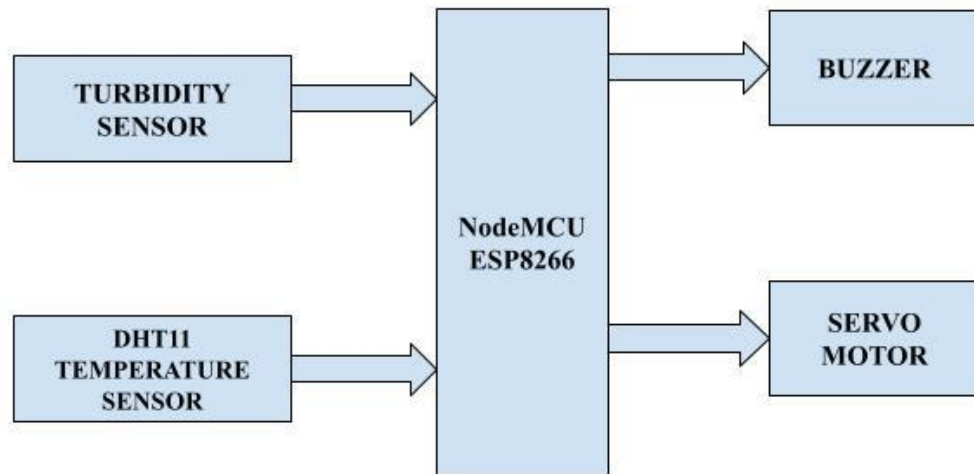 TURBIDITY
SENSOR
DHT11
TEMPERATURE
SENSOR
NodeMCU
ESP8266
BUZZER
SERVO
MOTOR